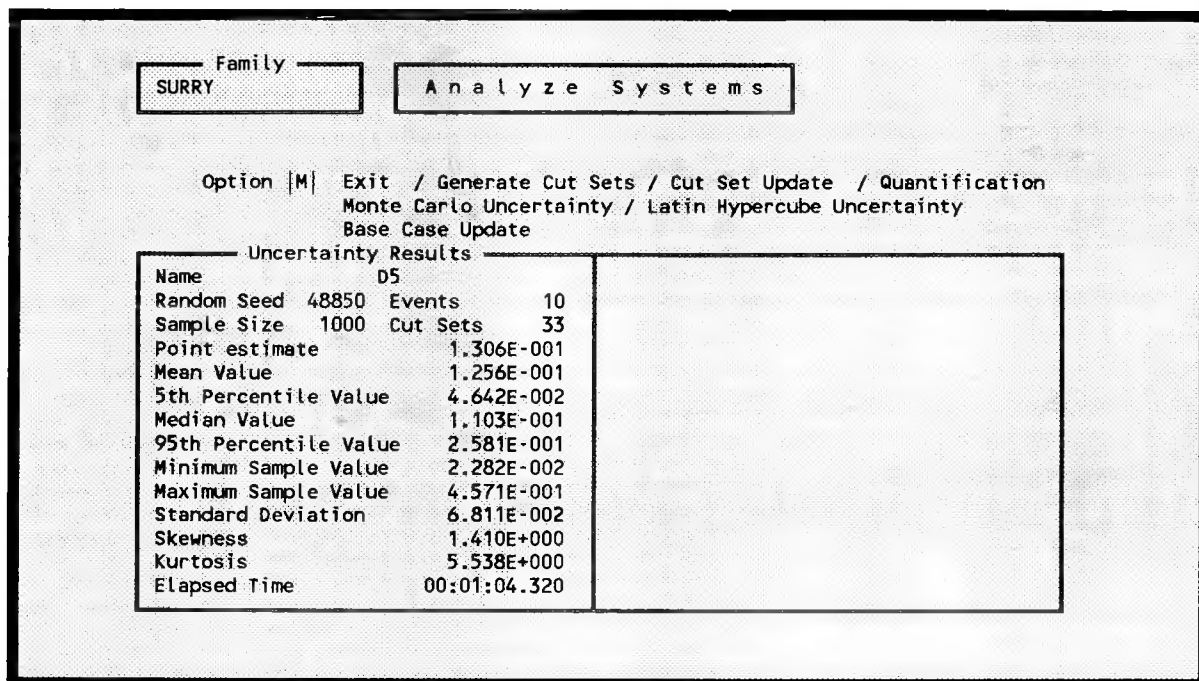 Family
SURRY
Analyze Systems
Option |M| Exit / Generate Cut Sets / Cut Set Update / Quantification
Monte Carlo Uncertainty / Latin Hypercube Uncertainty
Base Case Update
Uncertainty Results
Name D5
Random Seed 48850 Events 10
Sample Size 1000 Cut Sets 33
Point estimate 1.306E-001
Mean Value 1.256E-001
5th Percentile Value 4.642E-002
Median Value 1.103E-001
95th Percentile Value 2.581E-001
Minimum Sample Value 2.282E-002
Maximum Sample Value 4.571E-001
Standard Deviation 6.811E-002
Skewness 1.410E+000
Kurtosis 5.538E+000
Elapsed Time 00:01:04.320